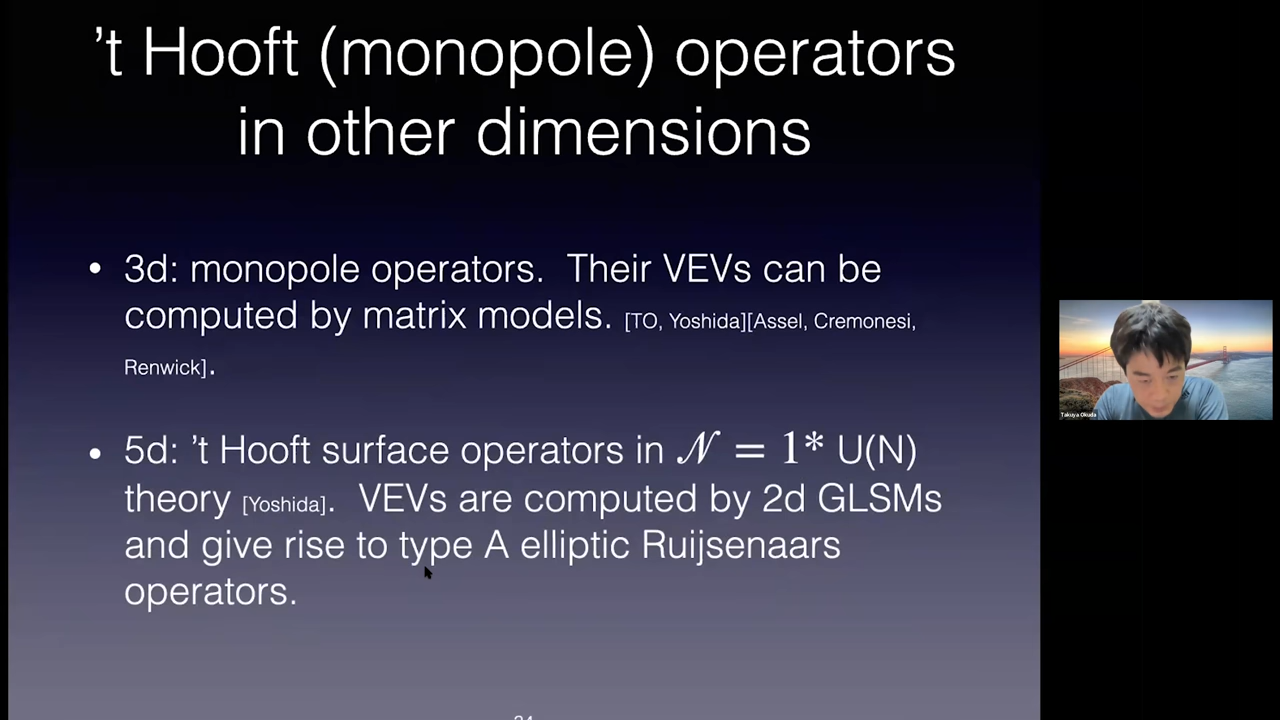 ’t Hooft (monopole) operators
in other dimensions
• 3d: monopole operators. Their VEVs can be
computed by matrix models. [TO, Yoshida][Assel, Cremonesi,
Renwick].
• 5d: ’t Hooft surface operators in 𝒩 = 1* U(N)
theory [Yoshida]. VEVs are computed by 2d GLSMs
and give rise to type A elliptic Ruijsenaars
operators.
Takuya Okuda